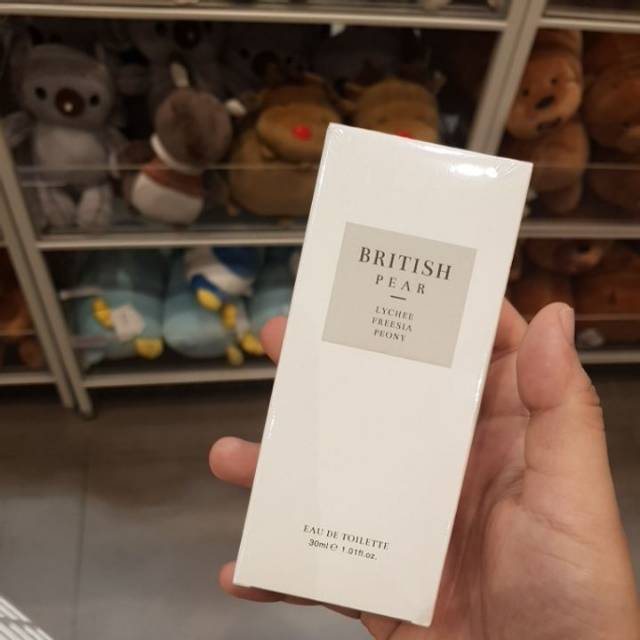 BRITISH
PEAR
LYCHEE
FREESIA
PEONY
EAU DE TOILETTE
30ml ℮ 1.01fl.oz.